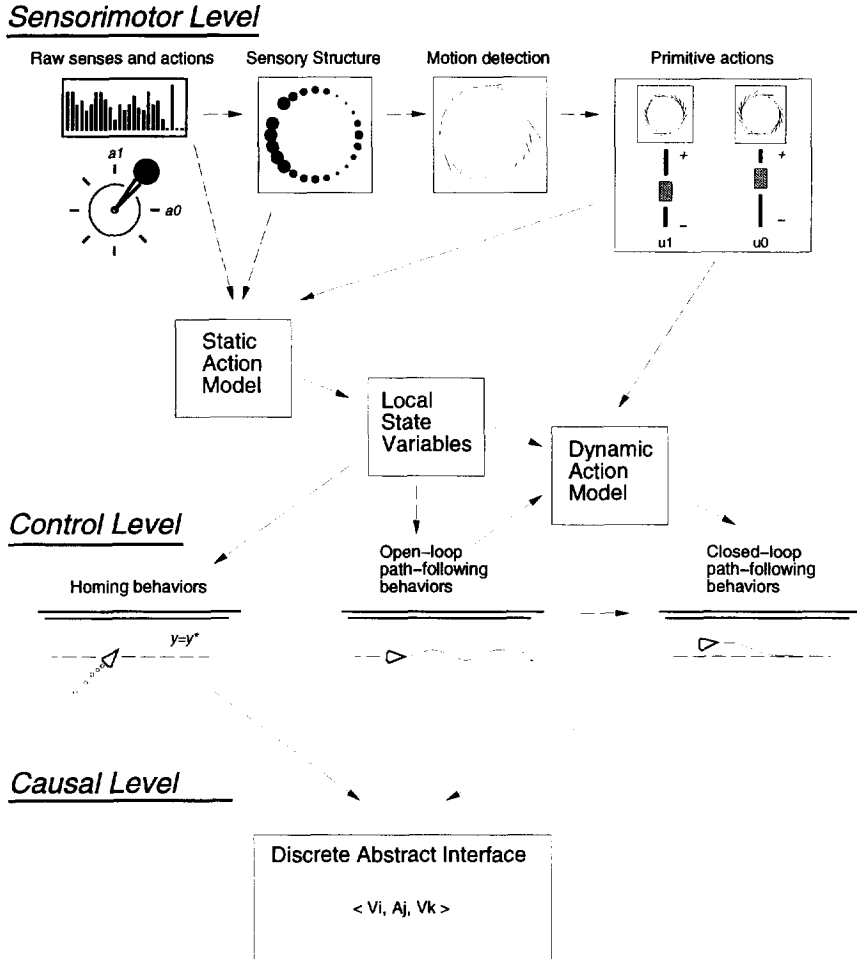 Sensorimotor Level
Raw senses and actions
Sensory Structure
Motion detection
Primitive actions
a1
a0
+
+
−
−
u1
u0
Static
Action
Model
Local
State
Variables
Dynamic
Action
Model
Control Level
Homing behaviors
Open−loop
path−following
behaviors
Closed−loop
path−following
behaviors
y=y*
Causal Level
Discrete Abstract Interface
< Vi, Aj, Vk >